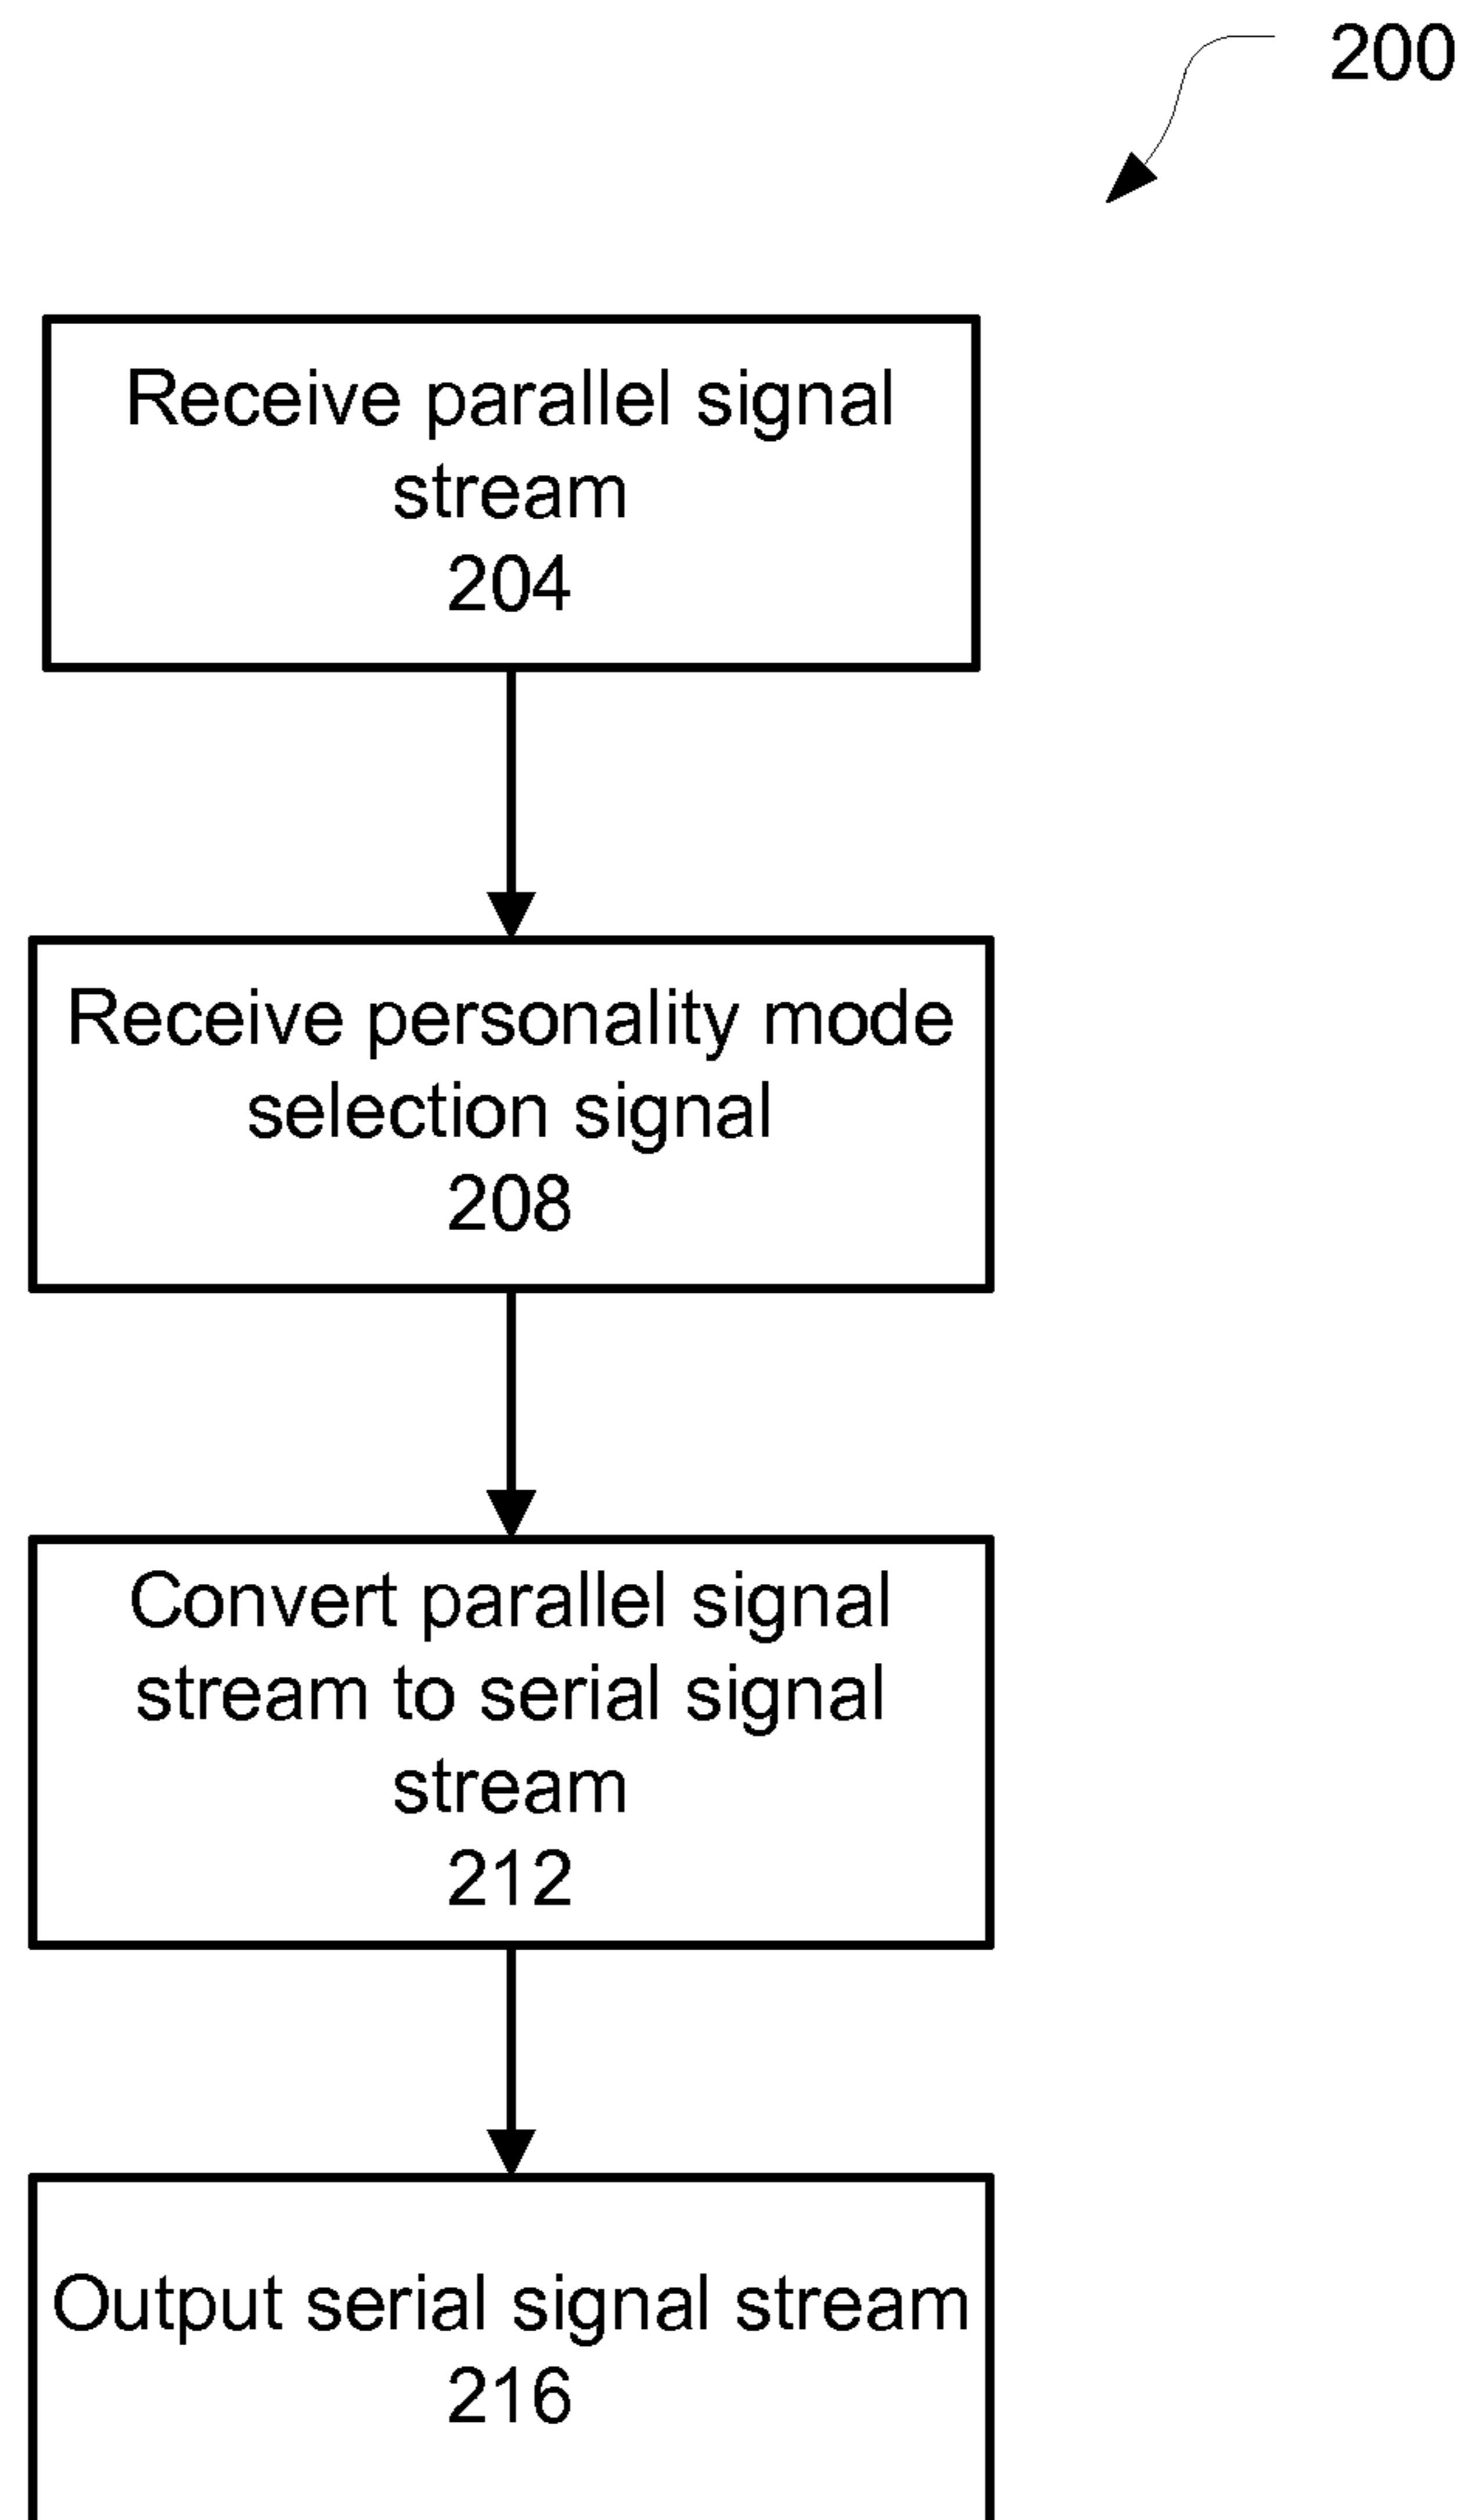 200
Receive parallel signal
stream
204
Receive personality mode
selection signal
208
Convert parallel signal
stream to serial signal
stream
212
Output serial signal stream
216